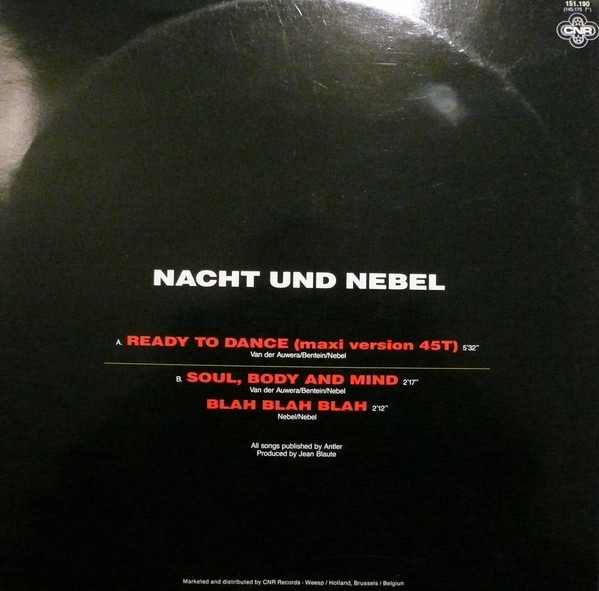 151.190
(145.175 7")
CNR
NACHT UND NEBEL
A. READY TO DANCE (maxi version 45T) 5'32"
Van der Auwera/Bentein/Nebel
B. SOUL, BODY AND MIND 2'17"
Van der Auwera/Bentein/Nebel
BLAH BLAH BLAH 2'12"
Nebel/Nebel
All songs published by Antler
Produced by Jean Blaute
Marketed and distributed by CNR Records - Weesp / Holland, Brussels / Belgium